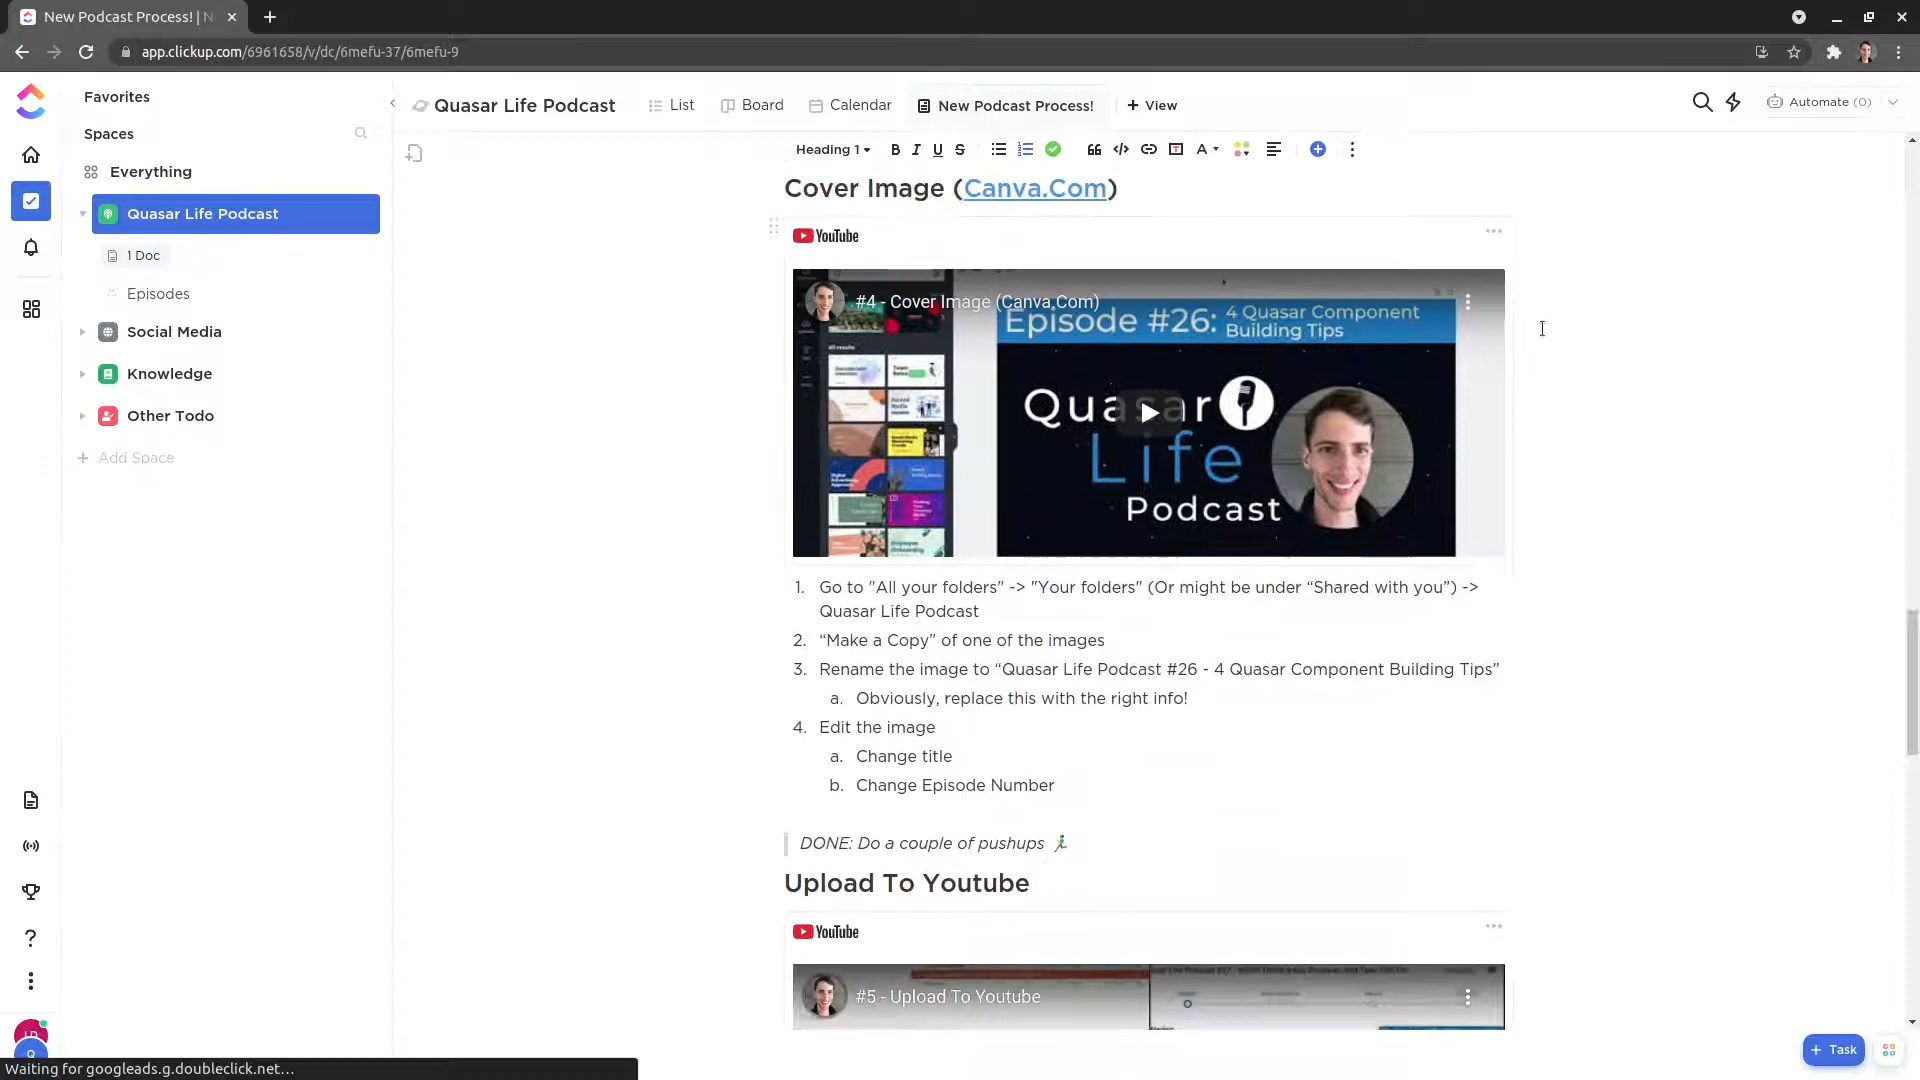 New Podcast Process! | N
app.clickup.com/6961658/v/dc/6mefu-37/6mefu-9
Favorites
Spaces
Everything
Quasar Life Podcast
1 Doc
Episodes
Social Media
Knowledge
Other Todo
+ Add Space
Quasar Life Podcast
List
Board
Calendar
New Podcast Process!
+ View
Automate (0)
Heading 1
B I U S
Cover Image (Canva.Com)
YouTube
#4 - Cover Image (Canva.Com)
Episode #26: 4 Quasar Component
Building Tips
All results
Quasar
Life
Podcast
1. Go to "All your folders" -> "Your folders" (Or might be under “Shared with you”) ->
Quasar Life Podcast
2. “Make a Copy” of one of the images
3. Rename the image to “Quasar Life Podcast #26 - 4 Quasar Component Building Tips”
a. Obviously, replace this with the right info!
4. Edit the image
a. Change title
b. Change Episode Number
DONE: Do a couple of pushups
Upload To Youtube
YouTube
#5 - Upload To Youtube
+ Task
Waiting for googleads.g.doubleclick.net...